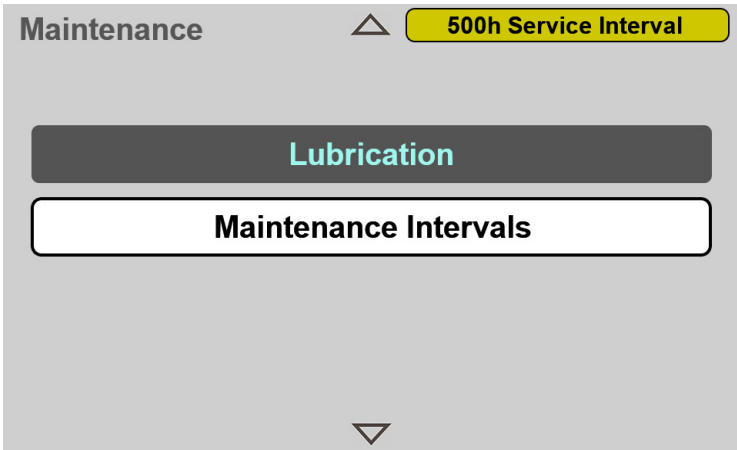 Maintenance
500h Service Interval
Lubrication
Maintenance Intervals